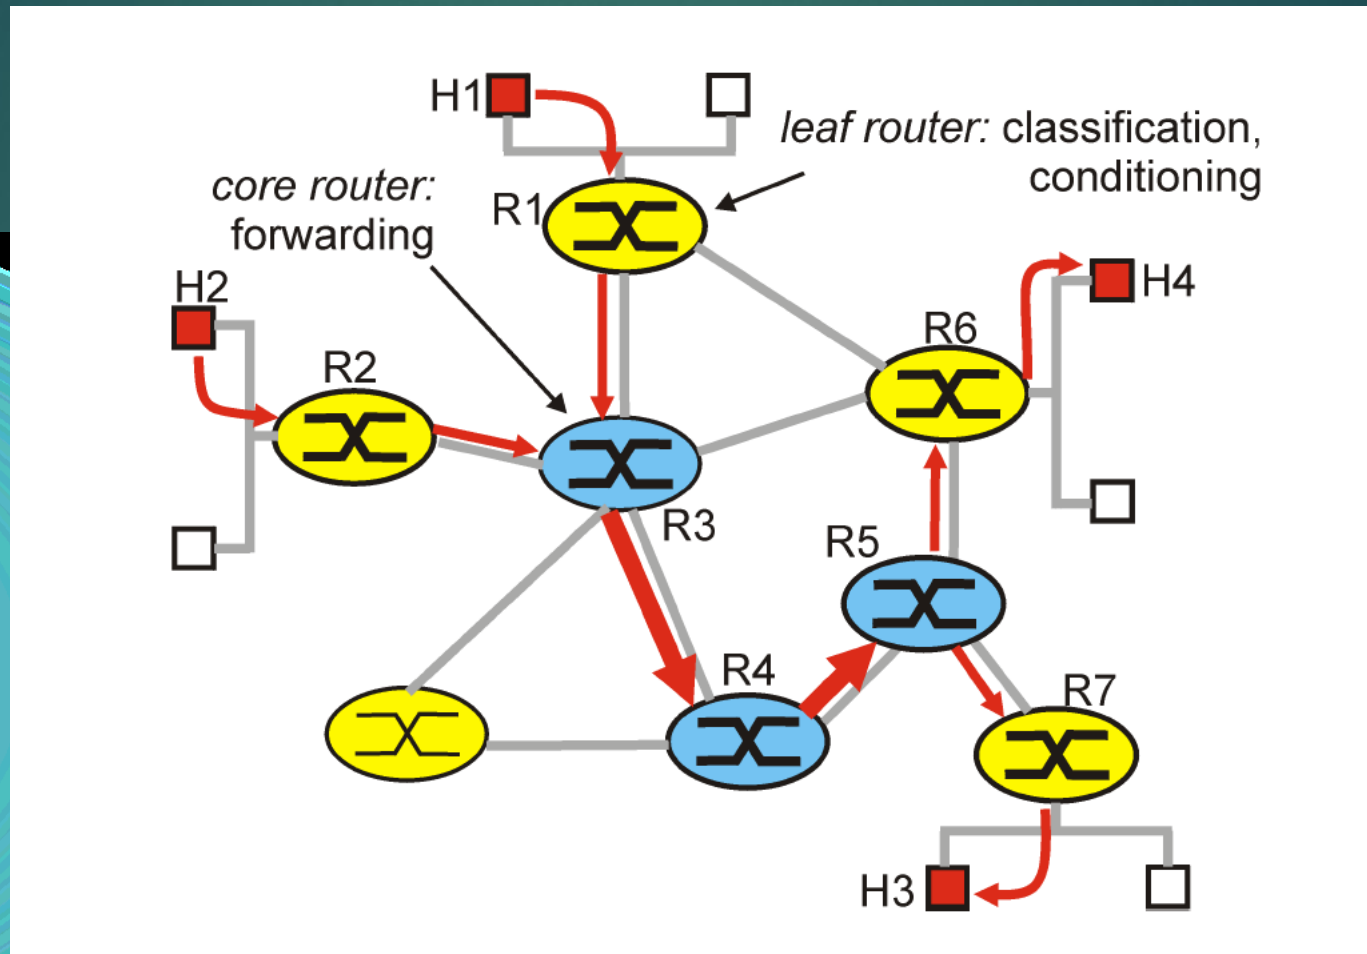 H1
leaf router: classification,
conditioning
core router:
forwarding
R1
H2
H4
R6
R2
R3
R5
R4
R7
H3